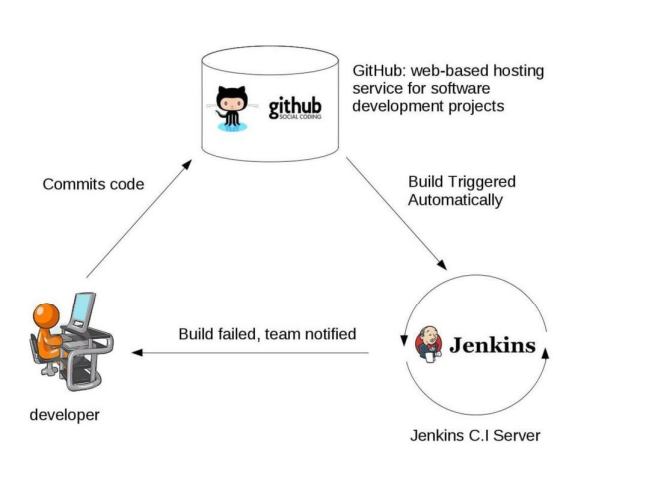 github
SOCIAL CODING
GitHub: web-based hosting
service for software
development projects
Commits code
Build Triggered
Automatically
Build failed, team notified
Jenkins
developer
Jenkins C.I Server